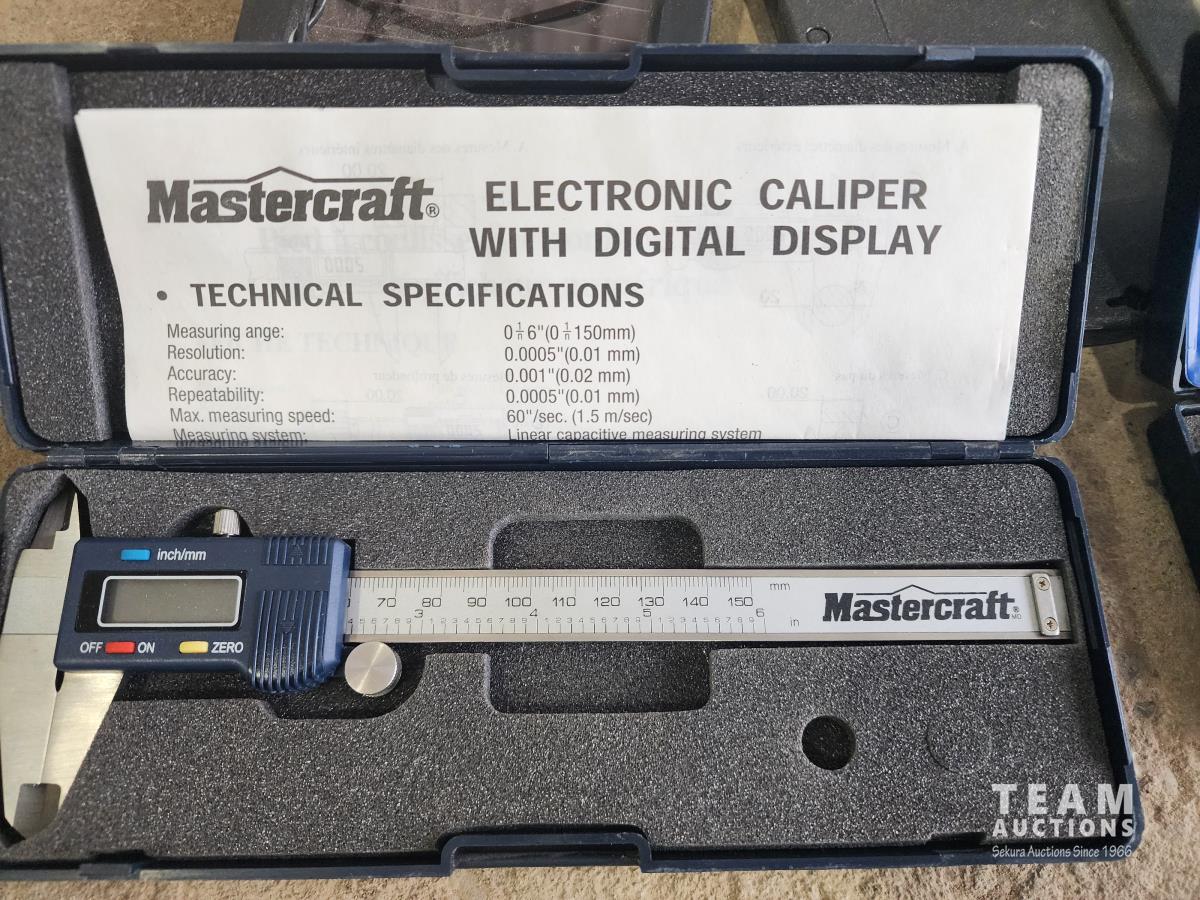 Mastercraft®
ELECTRONIC CALIPER
WITH DIGITAL DISPLAY
• TECHNICAL SPECIFICATIONS
Measuring ange: 0 1/n 6"(0 1/n 150mm)
Resolution: 0.0005"(0.01 mm)
Accuracy: 0.001"(0.02 mm)
Repeatability: 0.0005"(0.01 mm)
Max. measuring speed: 60"/sec. (1.5 m/sec)
Measuring system: Linear capacitive measuring system
inch/mm
OFF ON ZERO
70 80 90 100 110 120 130 140 150 mm
3 4 5 6 in
Mastercraft MD
TEAM
AUCTIONS
Sekura Auctions Since 1966